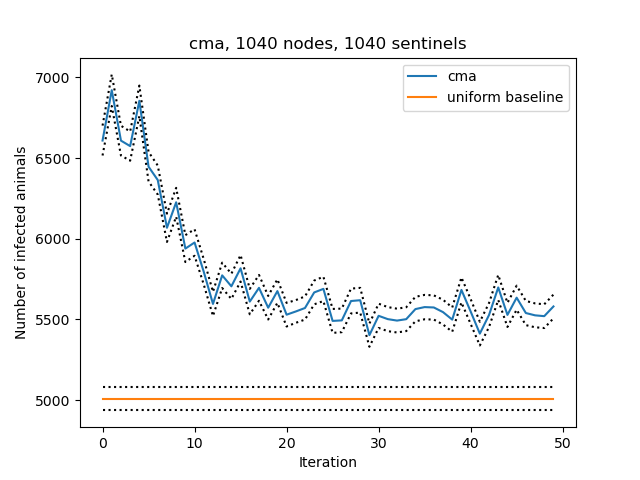 cma, 1040 nodes, 1040 sentinels
cma
uniform baseline
Number of infected animals
7000
6500
6000
5500
5000
0 10 20 30 40 50
Iteration